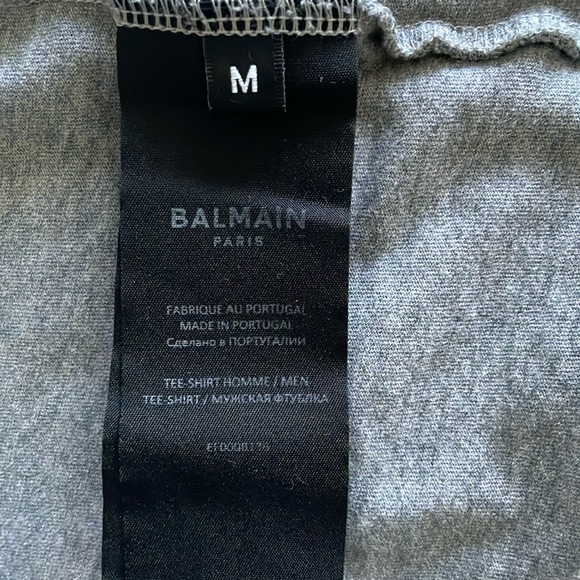 M
BALMAIN
PARIS
FABRIQUE AU PORTUGAL
MADE IN PORTUGAL
Сделано в ПОРТУГАЛИИ
TEE-SHIRT HOMME / MEN
TEE-SHIRT / МУЖСКАЯ ФТУБЛКА